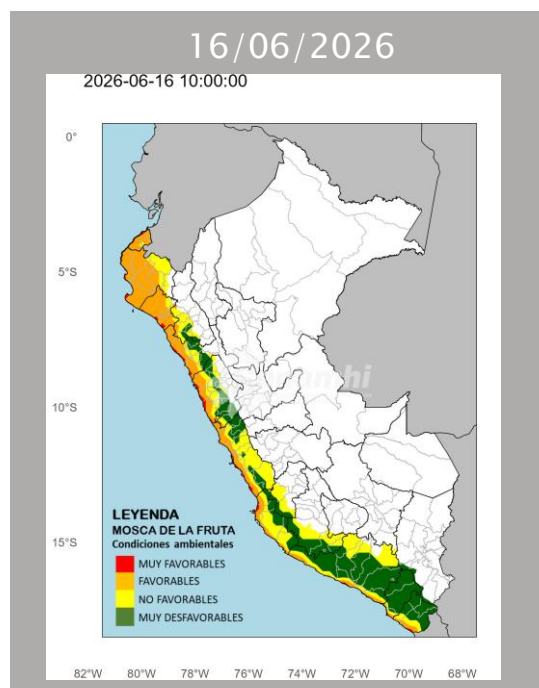 16/06/2026
2026-06-16 10:00:00
0°
5°S
10°S
15°S
LEYENDA
MOSCA DE LA FRUTA
Condiciones ambientales
MUY FAVORABLES
FAVORABLES
NO FAVORABLES
MUY DESFAVORABLES
82°W 80°W 78°W 76°W 74°W 72°W 70°W 68°W